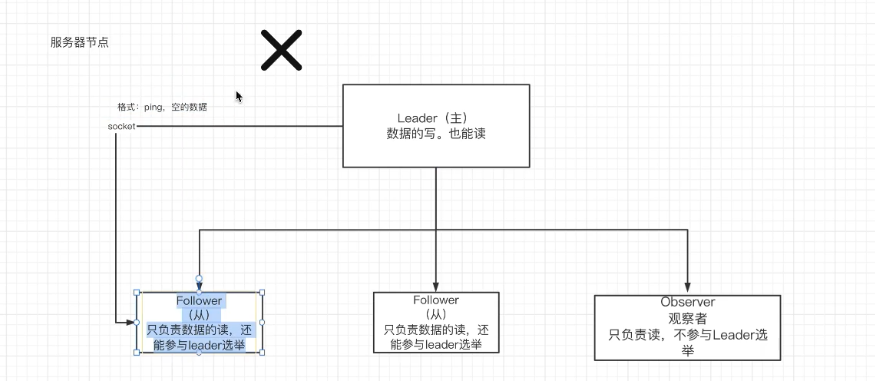 服务器节点
格式：ping，空的数据
socket
Leader（主）
数据的写。也能读
Follower
（从）
只负责数据的读，还
能参与leader选举
Follower
（从）
只负责数据的读，还
能参与leader选举
Observer
观察者
只负责读，不参与Leader选
举